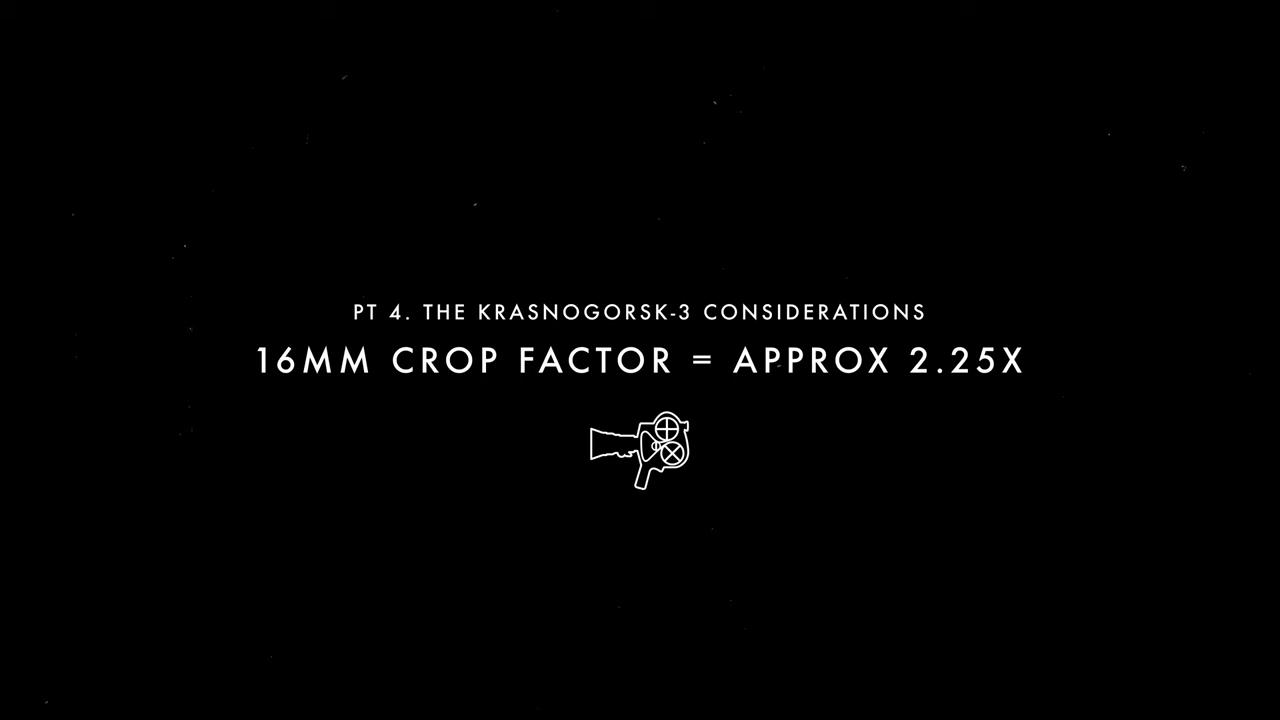 PT 4. THE KRASNOGORSK-3 CONSIDERATIONS
16MM CROP FACTOR = APPROX 2.25X